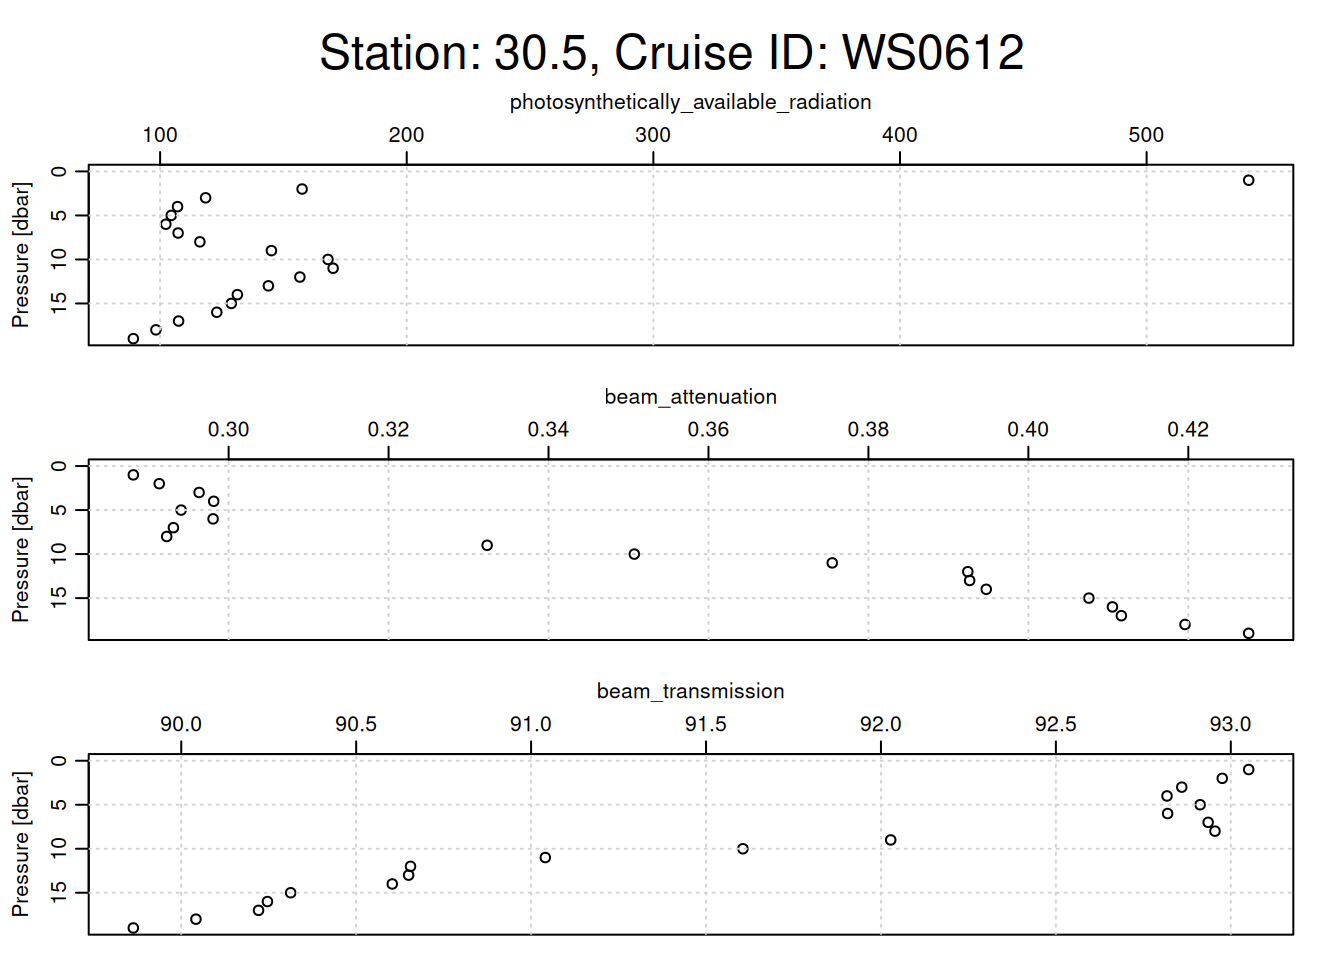 Station: 30.5, Cruise ID: WS0612
photosynthetically_available_radiation
100 200 300 400 500
Pressure [dbar]
0
5
10
15
beam_attenuation
0.30 0.32 0.34 0.36 0.38 0.40 0.42
Pressure [dbar]
0
5
10
15
beam_transmission
90.0 90.5 91.0 91.5 92.0 92.5 93.0
Pressure [dbar]
0
5
10
15